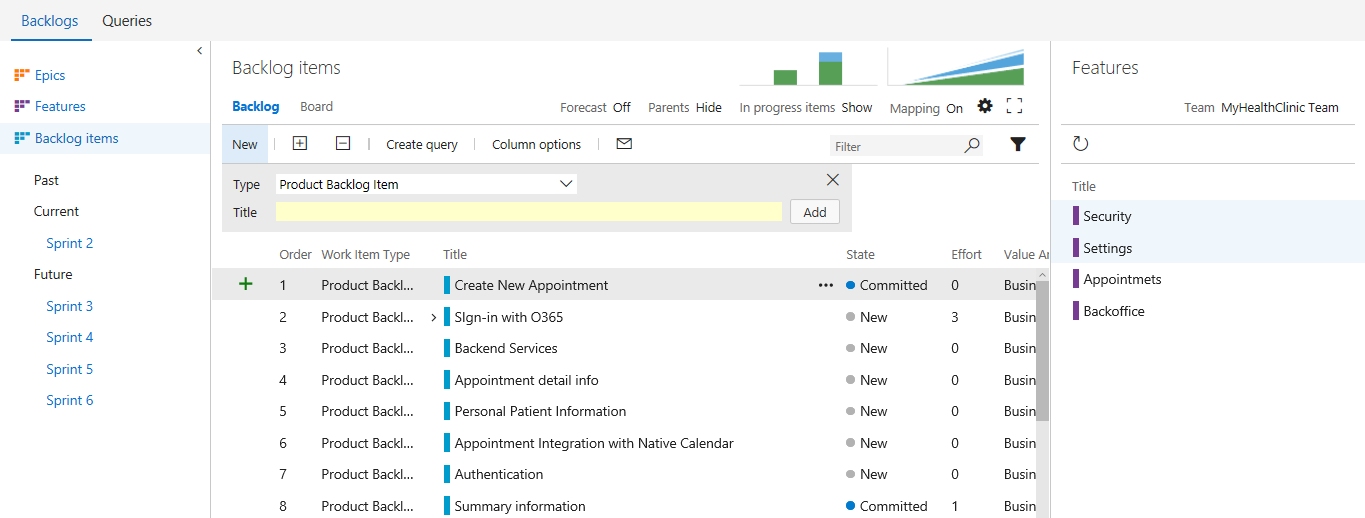 Backlogs Queries
Epics
Features
Backlog items
Past
Current
Sprint 2
Future
Sprint 3
Sprint 4
Sprint 5
Sprint 6
Backlog items
Backlog Board
Forecast Off Parents Hide In progress items Show Mapping On
New Create query Column options Filter
Type Product Backlog Item
Title Add
Order Work Item Type Title State Effort Value Ar
1 Product Backl... Create New Appointment ... Committed 0 Busin
2 Product Backl... SIgn-in with O365 New 3 Busin
3 Product Backl... Backend Services New 0 Busin
4 Product Backl... Appointment detail info New 0 Busin
5 Product Backl... Personal Patient Information New 0 Busin
6 Product Backl... Appointment Integration with Native Calendar New 0 Busin
7 Product Backl... Authentication New 0 Busin
8 Product Backl... Summary information Committed 1 Busin
Features
Team MyHealthClinic Team
Title
Security
Settings
Appointmets
Backoffice